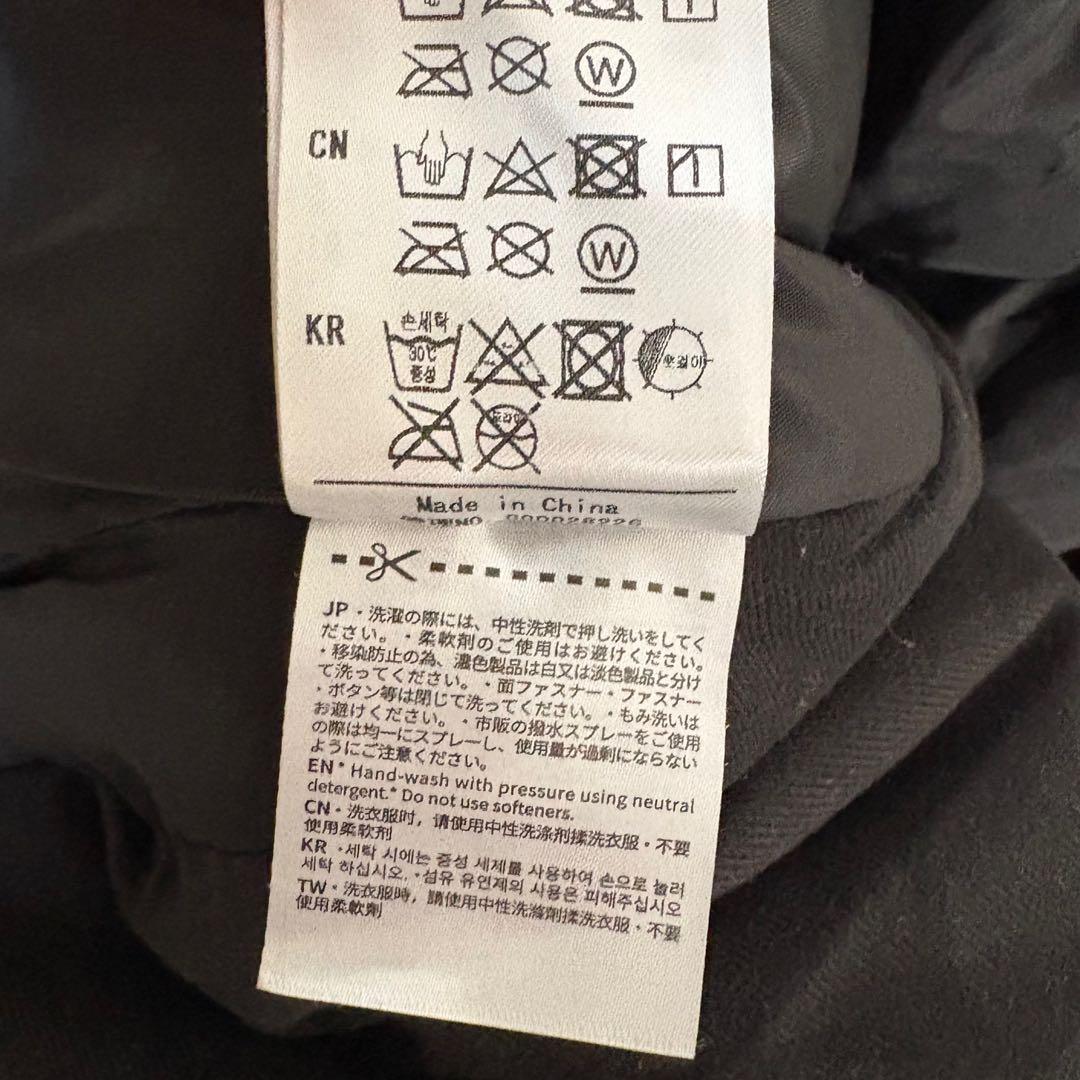 W
CN
1
W
KR
손세탁
30℃
중성
옷걸이
Made in China
JP・洗濯の際には、中性洗剤で押し洗いをしてく
ださい。・柔軟剤のご使用はお避けください。
・移染防止の為、濃色製品は白又は淡色製品と分け
て洗ってください。・面ファスナー・ファスナー
・ボタン等は閉じて洗ってください。・もみ洗いは
お避けください。・市販の撥水スプレーをご使用
の際は均一にスプレーし、使用量が過剰にならない
ようにご注意ください。
EN* Hand-wash with pressure using neutral
detergent.* Do not use softeners.
CN・洗衣服时，请使用中性洗涤剂揉洗衣服・不要
使用柔软剂
KR ・세탁 시에는 중성 세제를 사용하여 손으로 눌러
세탁 하십시오.・섬유 유연제의 사용은 피해주십시오
TW・洗衣服時，請使用中性洗滌劑揉洗衣服・不要
使用柔軟劑